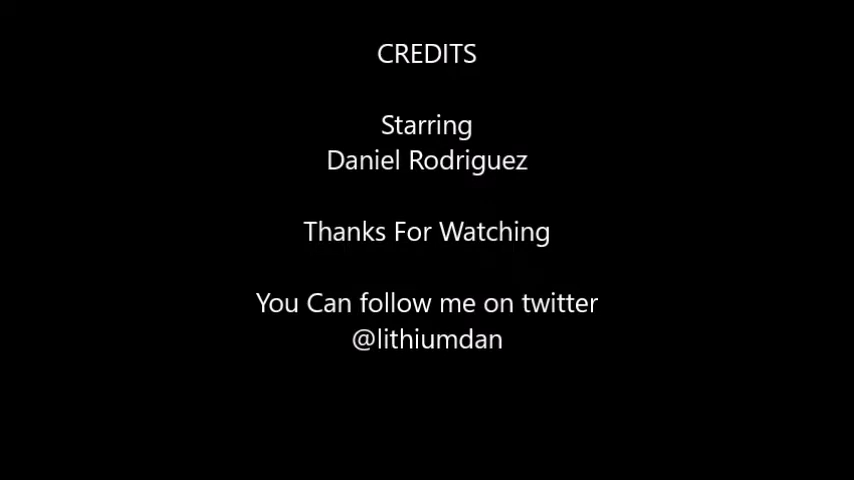 CREDITS
Starring
Daniel Rodriguez
Thanks For Watching
You Can follow me on twitter
@lithiumdan